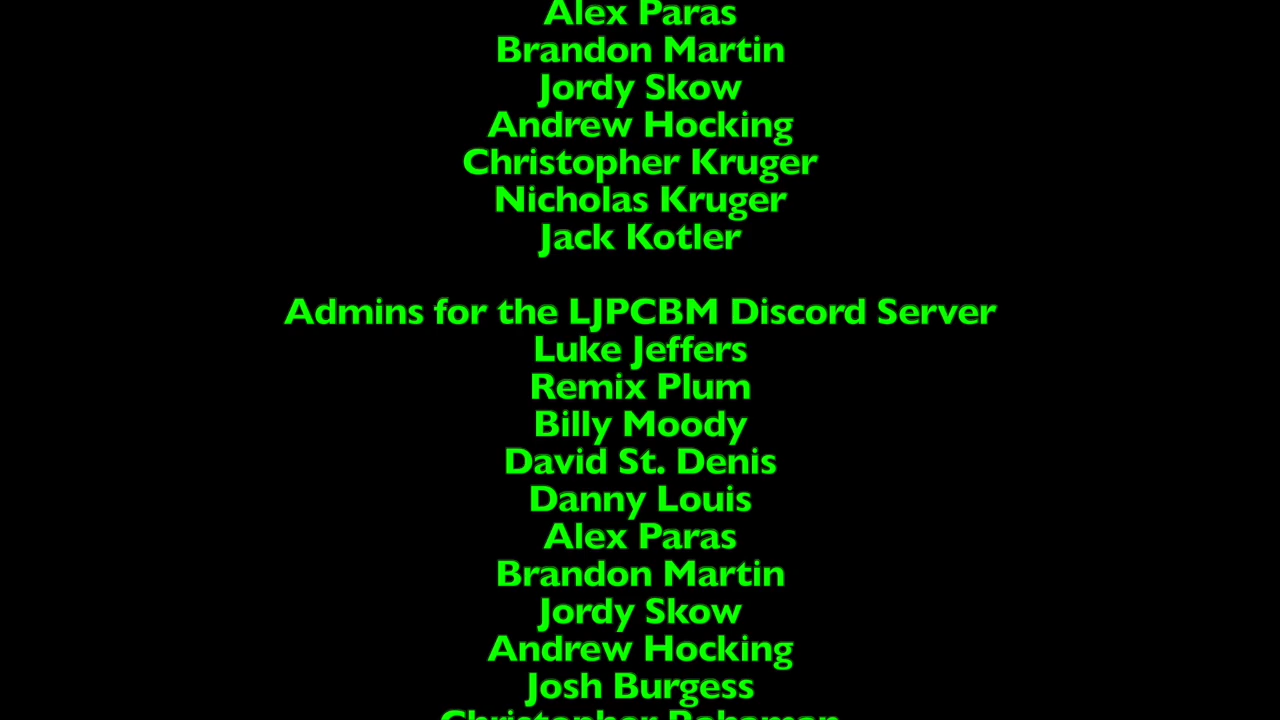 Alex Paras
Brandon Martin
Jordy Skow
Andrew Hocking
Christopher Kruger
Nicholas Kruger
Jack Kotler
Admins for the LJPCBM Discord Server
Luke Jeffers
Remix Plum
Billy Moody
David St. Denis
Danny Louis
Alex Paras
Brandon Martin
Jordy Skow
Andrew Hocking
Josh Burgess
Christopher